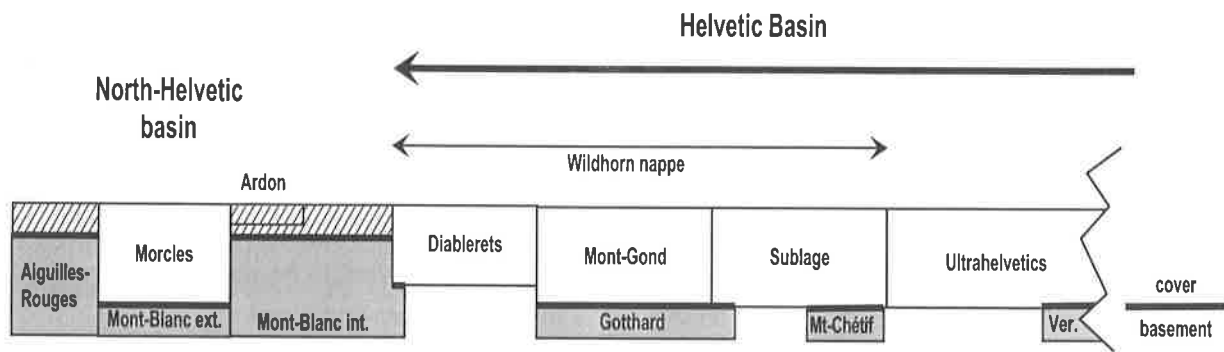 Helvetic Basin
North-Helvetic
basin
Wildhorn nappe
Ardon
Morcles
Diablerets
Mont-Gond
Sublage
Ultrahelvetics
Aiguilles-
Rouges
cover
Mont-Blanc ext.
Mont-Blanc int.
Gotthard
Mt-Chétif
Ver.
basement